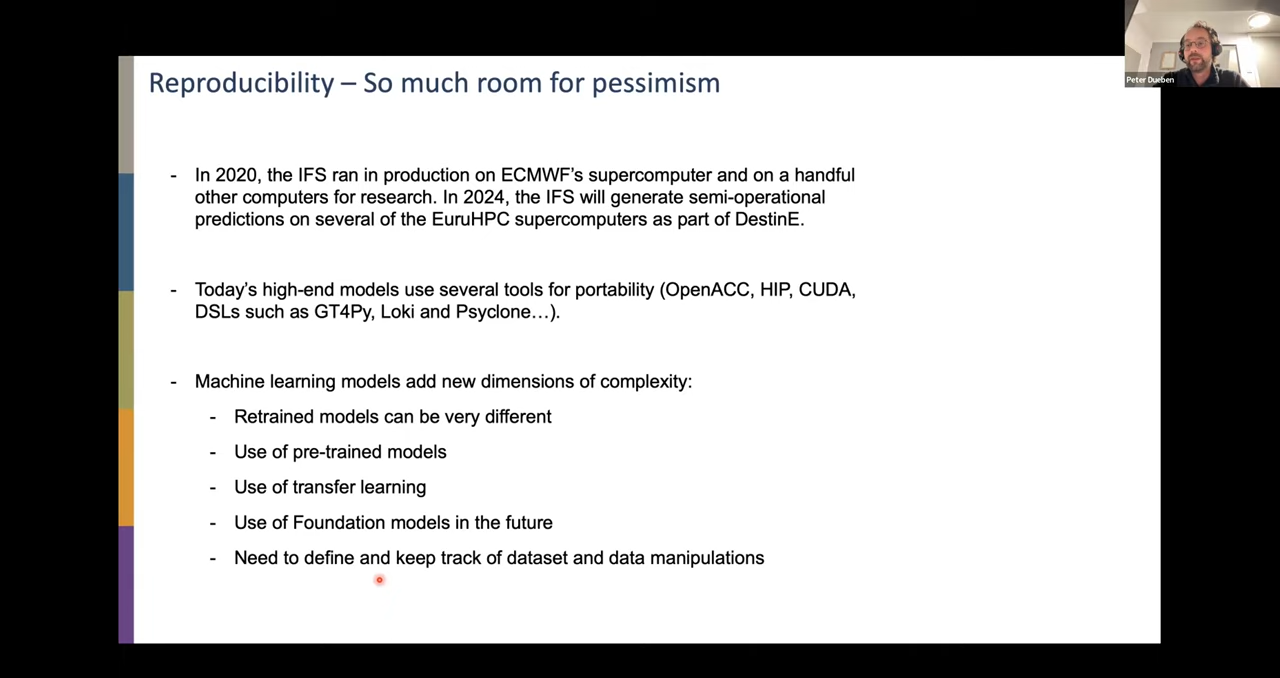 Peter Dueben
Reproducibility – So much room for pessimism
- In 2020, the IFS ran in production on ECMWF's supercomputer and on a handful
other computers for research. In 2024, the IFS will generate semi-operational
predictions on several of the EuruHPC supercomputers as part of DestinE.
- Today's high-end models use several tools for portability (OpenACC, HIP, CUDA,
DSLs such as GT4Py, Loki and Psyclone…).
- Machine learning models add new dimensions of complexity:
- Retrained models can be very different
- Use of pre-trained models
- Use of transfer learning
- Use of Foundation models in the future
- Need to define and keep track of dataset and data manipulations